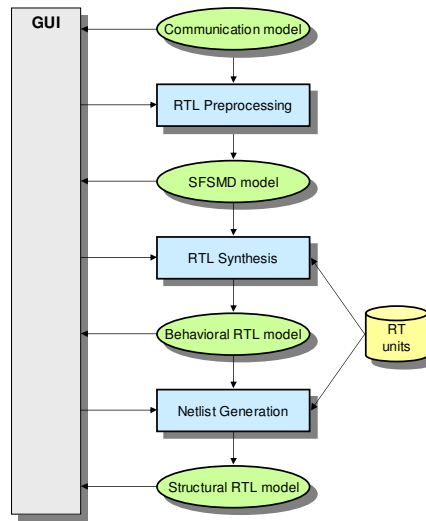 GUI
Communication model
RTL Preprocessing
SFSMD model
RTL Synthesis
Behavioral RTL model
RT
units
Netlist Generation
Structural RTL model